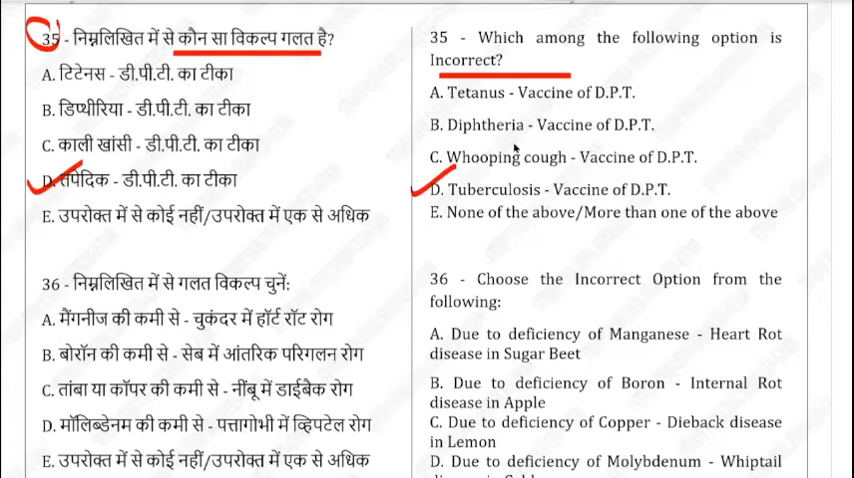 35 - निम्नलिखित में से कौन सा विकल्प गलत है?
A. टिटेनस - डी.पी.टी. का टीका
B. डिप्थीरिया - डी.पी.टी. का टीका
C. काली खांसी - डी.पी.टी. का टीका
D. तपेदिक - डी.पी.टी. का टीका
E. उपरोक्त में से कोई नहीं/उपरोक्त में एक से अधिक
36 - निम्नलिखित में से गलत विकल्प चुनें:
A. मैंगनीज की कमी से - चुकंदर में हॉर्ट रॉट रोग
B. बोरॉन की कमी से - सेब में आंतरिक परिगलन रोग
C. तांबा या कॉपर की कमी से - नींबू में डाईबैक रोग
D. मॉलिब्डेनम की कमी से - पत्तागोभी में व्हिपटेल रोग
E. उपरोक्त में से कोई नहीं/उपरोक्त में एक से अधिक
35 - Which among the following option is
Incorrect?
A. Tetanus - Vaccine of D.P.T.
B. Diphtheria - Vaccine of D.P.T.
C. Whooping cough - Vaccine of D.P.T.
D. Tuberculosis - Vaccine of D.P.T.
E. None of the above/More than one of the above
36 - Choose the Incorrect Option from the
following:
A. Due to deficiency of Manganese - Heart Rot
disease in Sugar Beet
B. Due to deficiency of Boron - Internal Rot
disease in Apple
C. Due to deficiency of Copper - Dieback disease
in Lemon
D. Due to deficiency of Molybdenum - Whiptail